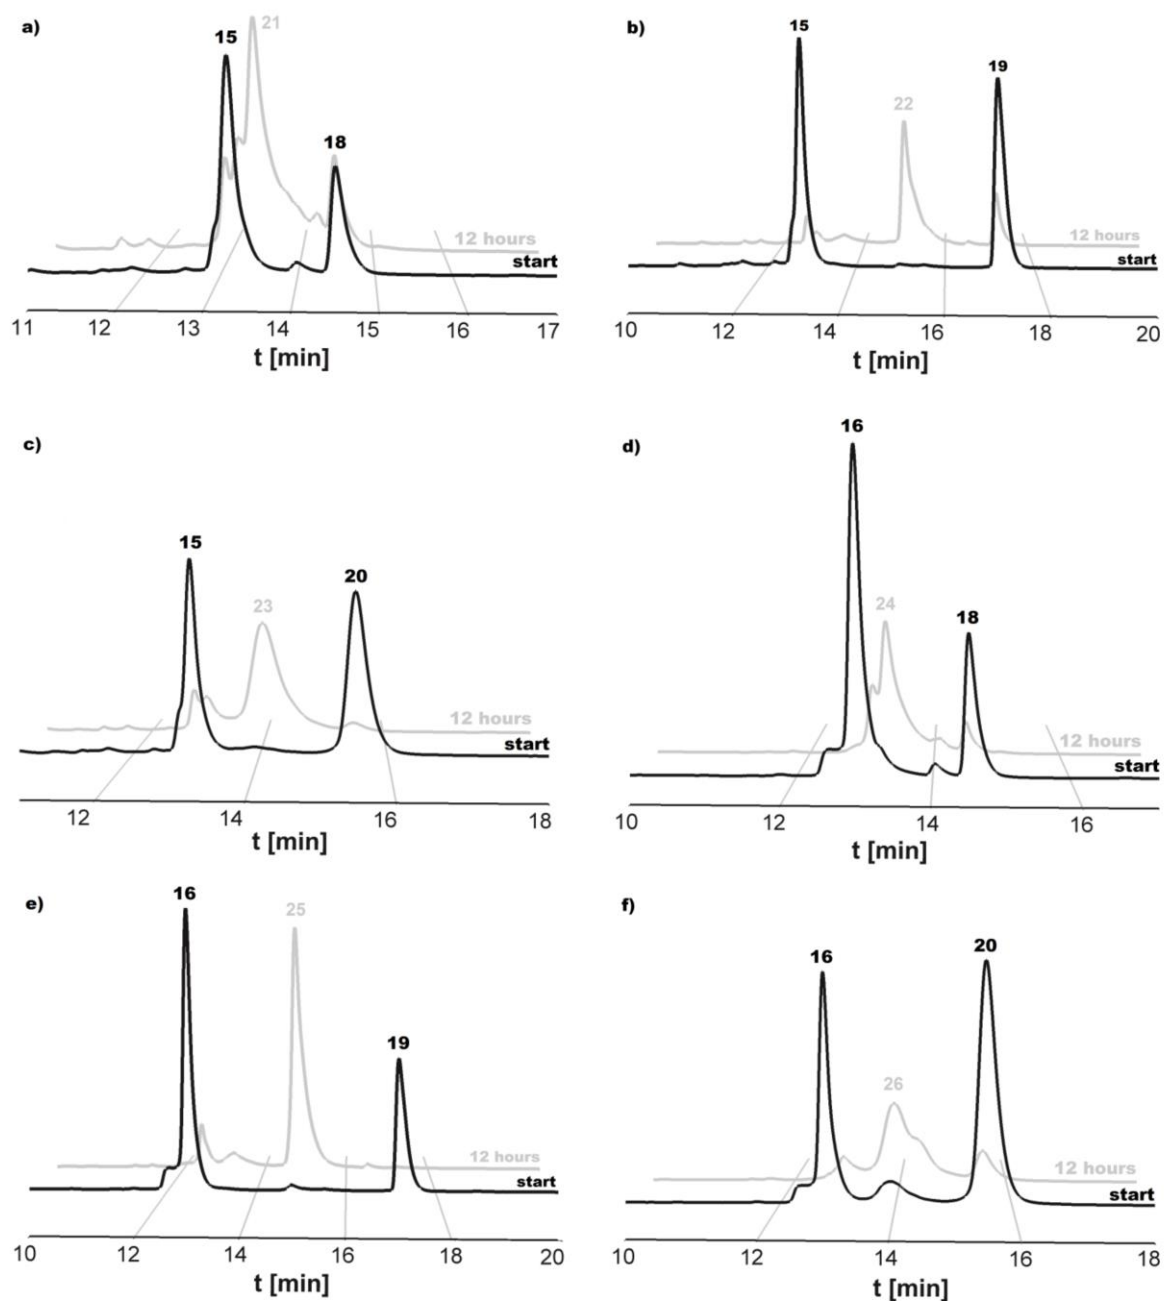 a)
21
15
18
12 hours
start
11 12 13 14 15 16 17
t [min]
b)
15
19
22
12 hours
start
10 12 14 16 18 20
t [min]
c)
15
20
23
12 hours
start
12 14 16 18
t [min]
d)
16
24
18
12 hours
start
10 12 14 16
t [min]
e)
16
25
19
12 hours
start
10 12 14 16 18 20
t [min]
f)
16
20
26
12 hours
start
10 12 14 16 18
t [min]